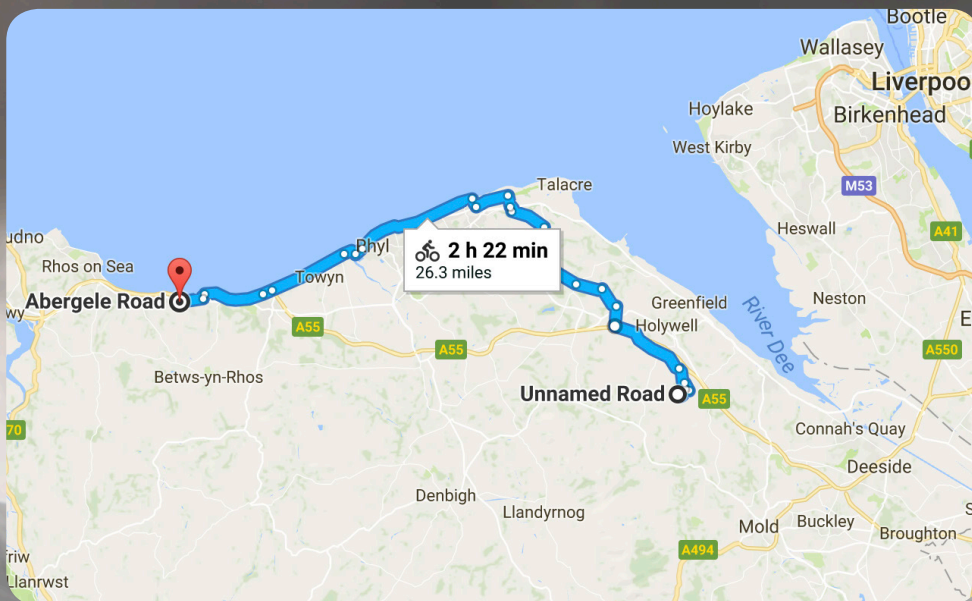 Bootle
Wallasey
Liverpoo
Hoylake
Birkenhead
West Kirby
Talacre
M53
Heswall
A41
udno
Rhos on Sea
Rhyl
2 h 22 min
26.3 miles
Towyn
Abergele Road
wy
Greenfield
Holywell
River Dee
Neston
E
A55
A55
A550
Betws-yn-Rhos
Unnamed Road
A55
70
Connah's Quay
Deeside
Denbigh
Llandyrnog
Mold
Buckley
Broughton
S
A494
riw
Llanrwst